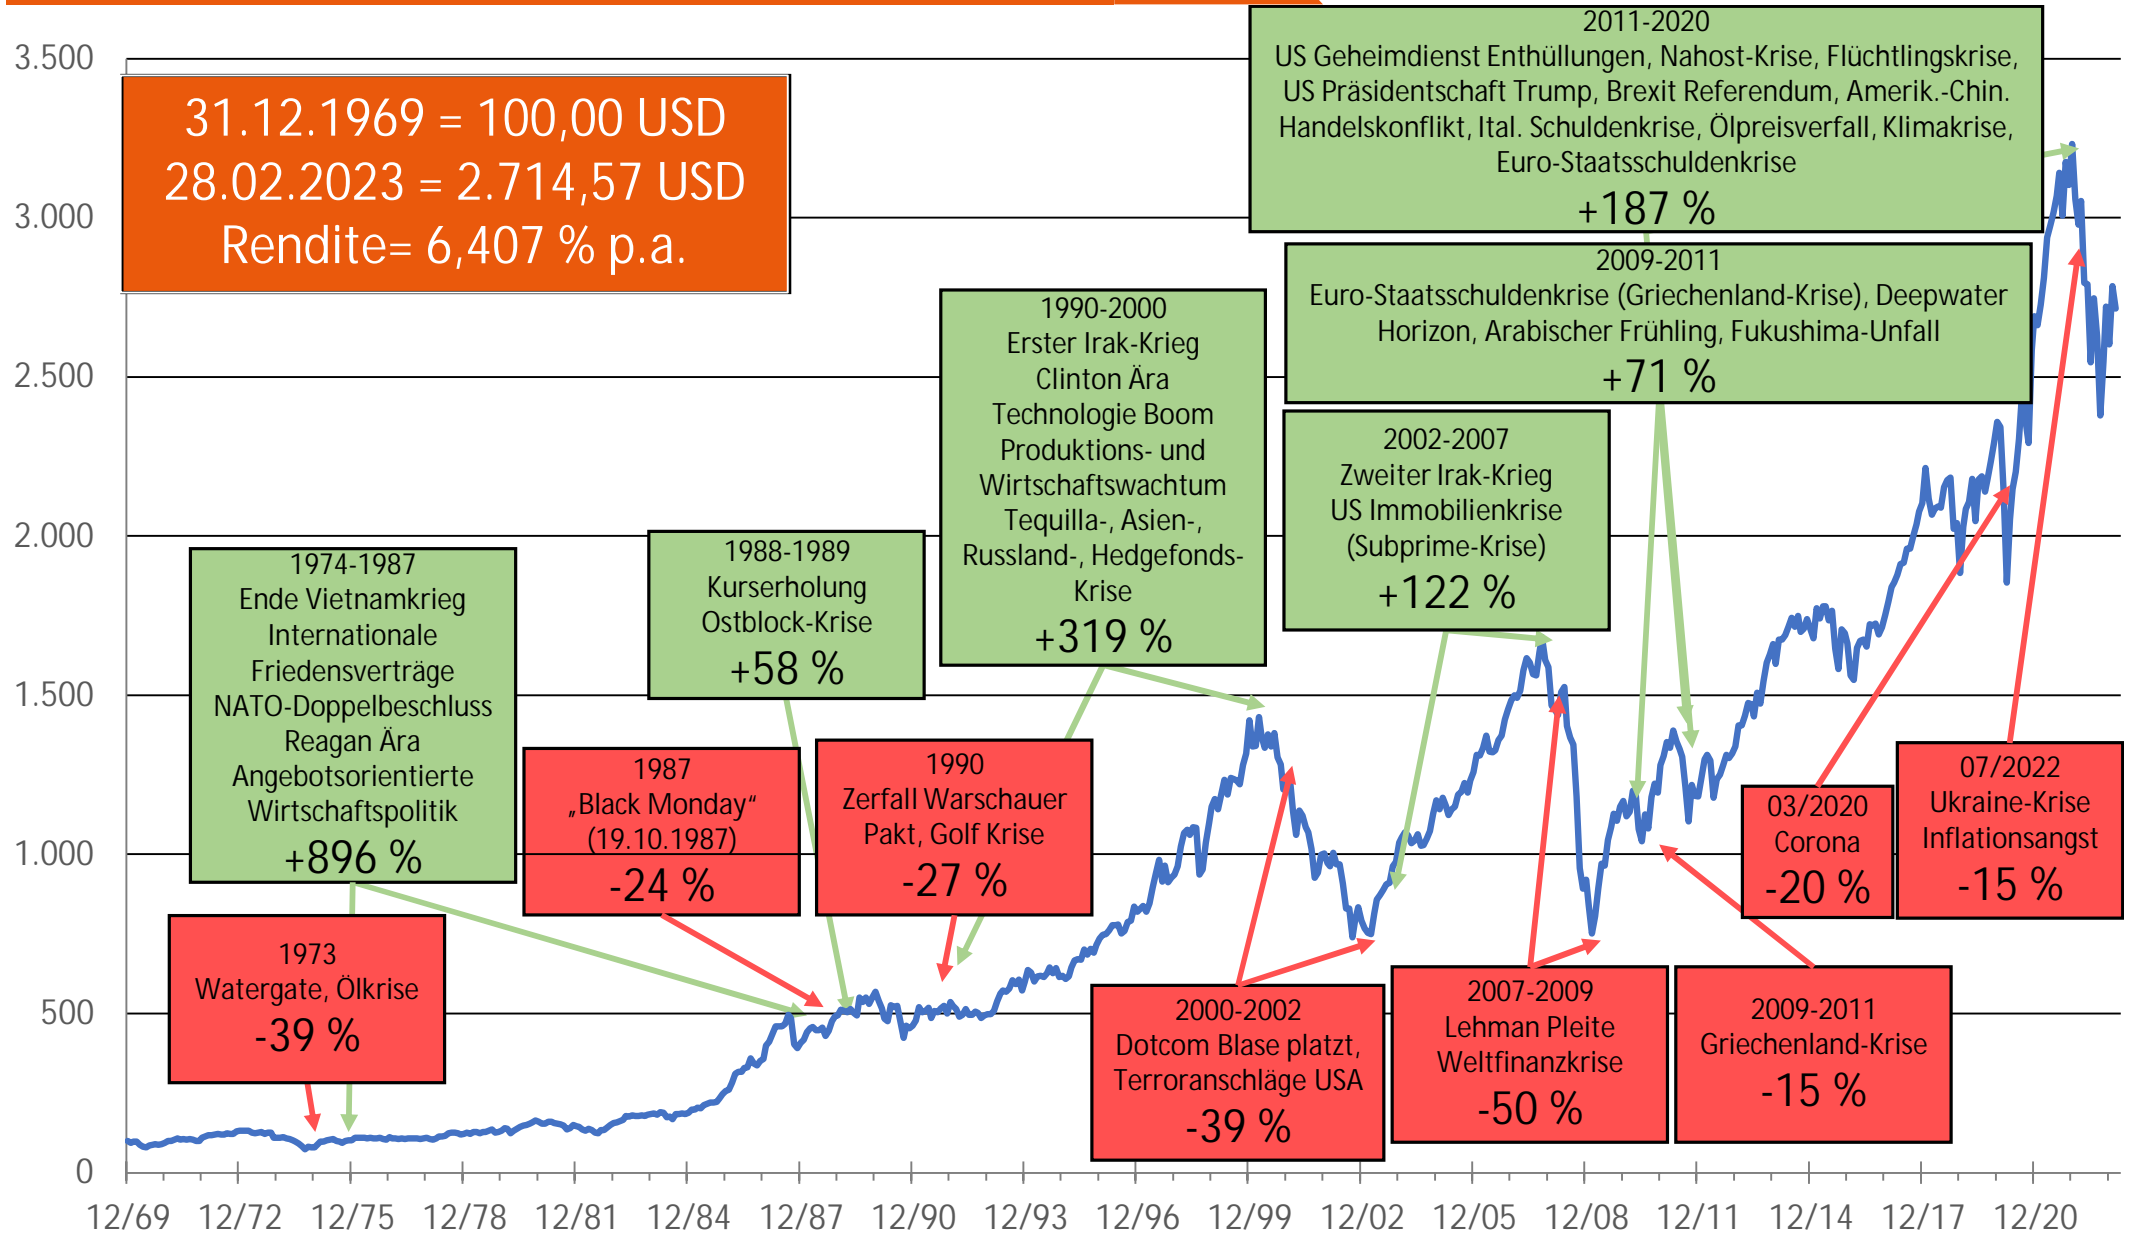 3.500
3.000
2.500
2.000
1.500
1.000
500
0
31.12.1969 = 100,00 USD
28.02.2023 = 2.714,57 USD
Rendite= 6,407 % p.a.
2011-2020
US Geheimdienst Enthüllungen, Nahost-Krise, Flüchtlingskrise,
US Präsidentschaft Trump, Brexit Referendum, Amerik.-Chin.
Handelskonflikt, Ital. Schuldenkrise, Ölpreisverfall, Klimakrise,
Euro-Staatsschuldenkrise
+187 %
2009-2011
Euro-Staatsschuldenkrise (Griechenland-Krise), Deepwater
Horizon, Arabischer Frühling, Fukushima-Unfall
+71 %
1990-2000
Erster Irak-Krieg
Clinton Ära
Technologie Boom
Produktions- und
Wirtschaftswachtum
Tequilla-, Asien-,
Russland-, Hedgefonds-
Krise
+319 %
2002-2007
Zweiter Irak-Krieg
US Immobilienkrise
(Subprime-Krise)
+122 %
1974-1987
Ende Vietnamkrieg
Internationale
Friedensverträge
NATO-Doppelbeschluss
Reagan Ära
Angebotsorientierte
Wirtschaftspolitik
+896 %
1988-1989
Kurserholung
Ostblock-Krise
+58 %
1987
„Black Monday“
(19.10.1987)
-24 %
1990
Zerfall Warschauer
Pakt, Golf Krise
-27 %
03/2020
Corona
-20 %
07/2022
Ukraine-Krise
Inflationsangst
-15 %
1973
Watergate, Ölkrise
-39 %
2000-2002
Dotcom Blase platzt,
Terroranschläge USA
-39 %
2007-2009
Lehman Pleite
Weltfinanzkrise
-50 %
2009-2011
Griechenland-Krise
-15 %
12/69 12/72 12/75 12/78 12/81 12/84 12/87 12/90 12/93 12/96 12/99 12/02 12/05 12/08 12/11 12/14 12/17 12/20